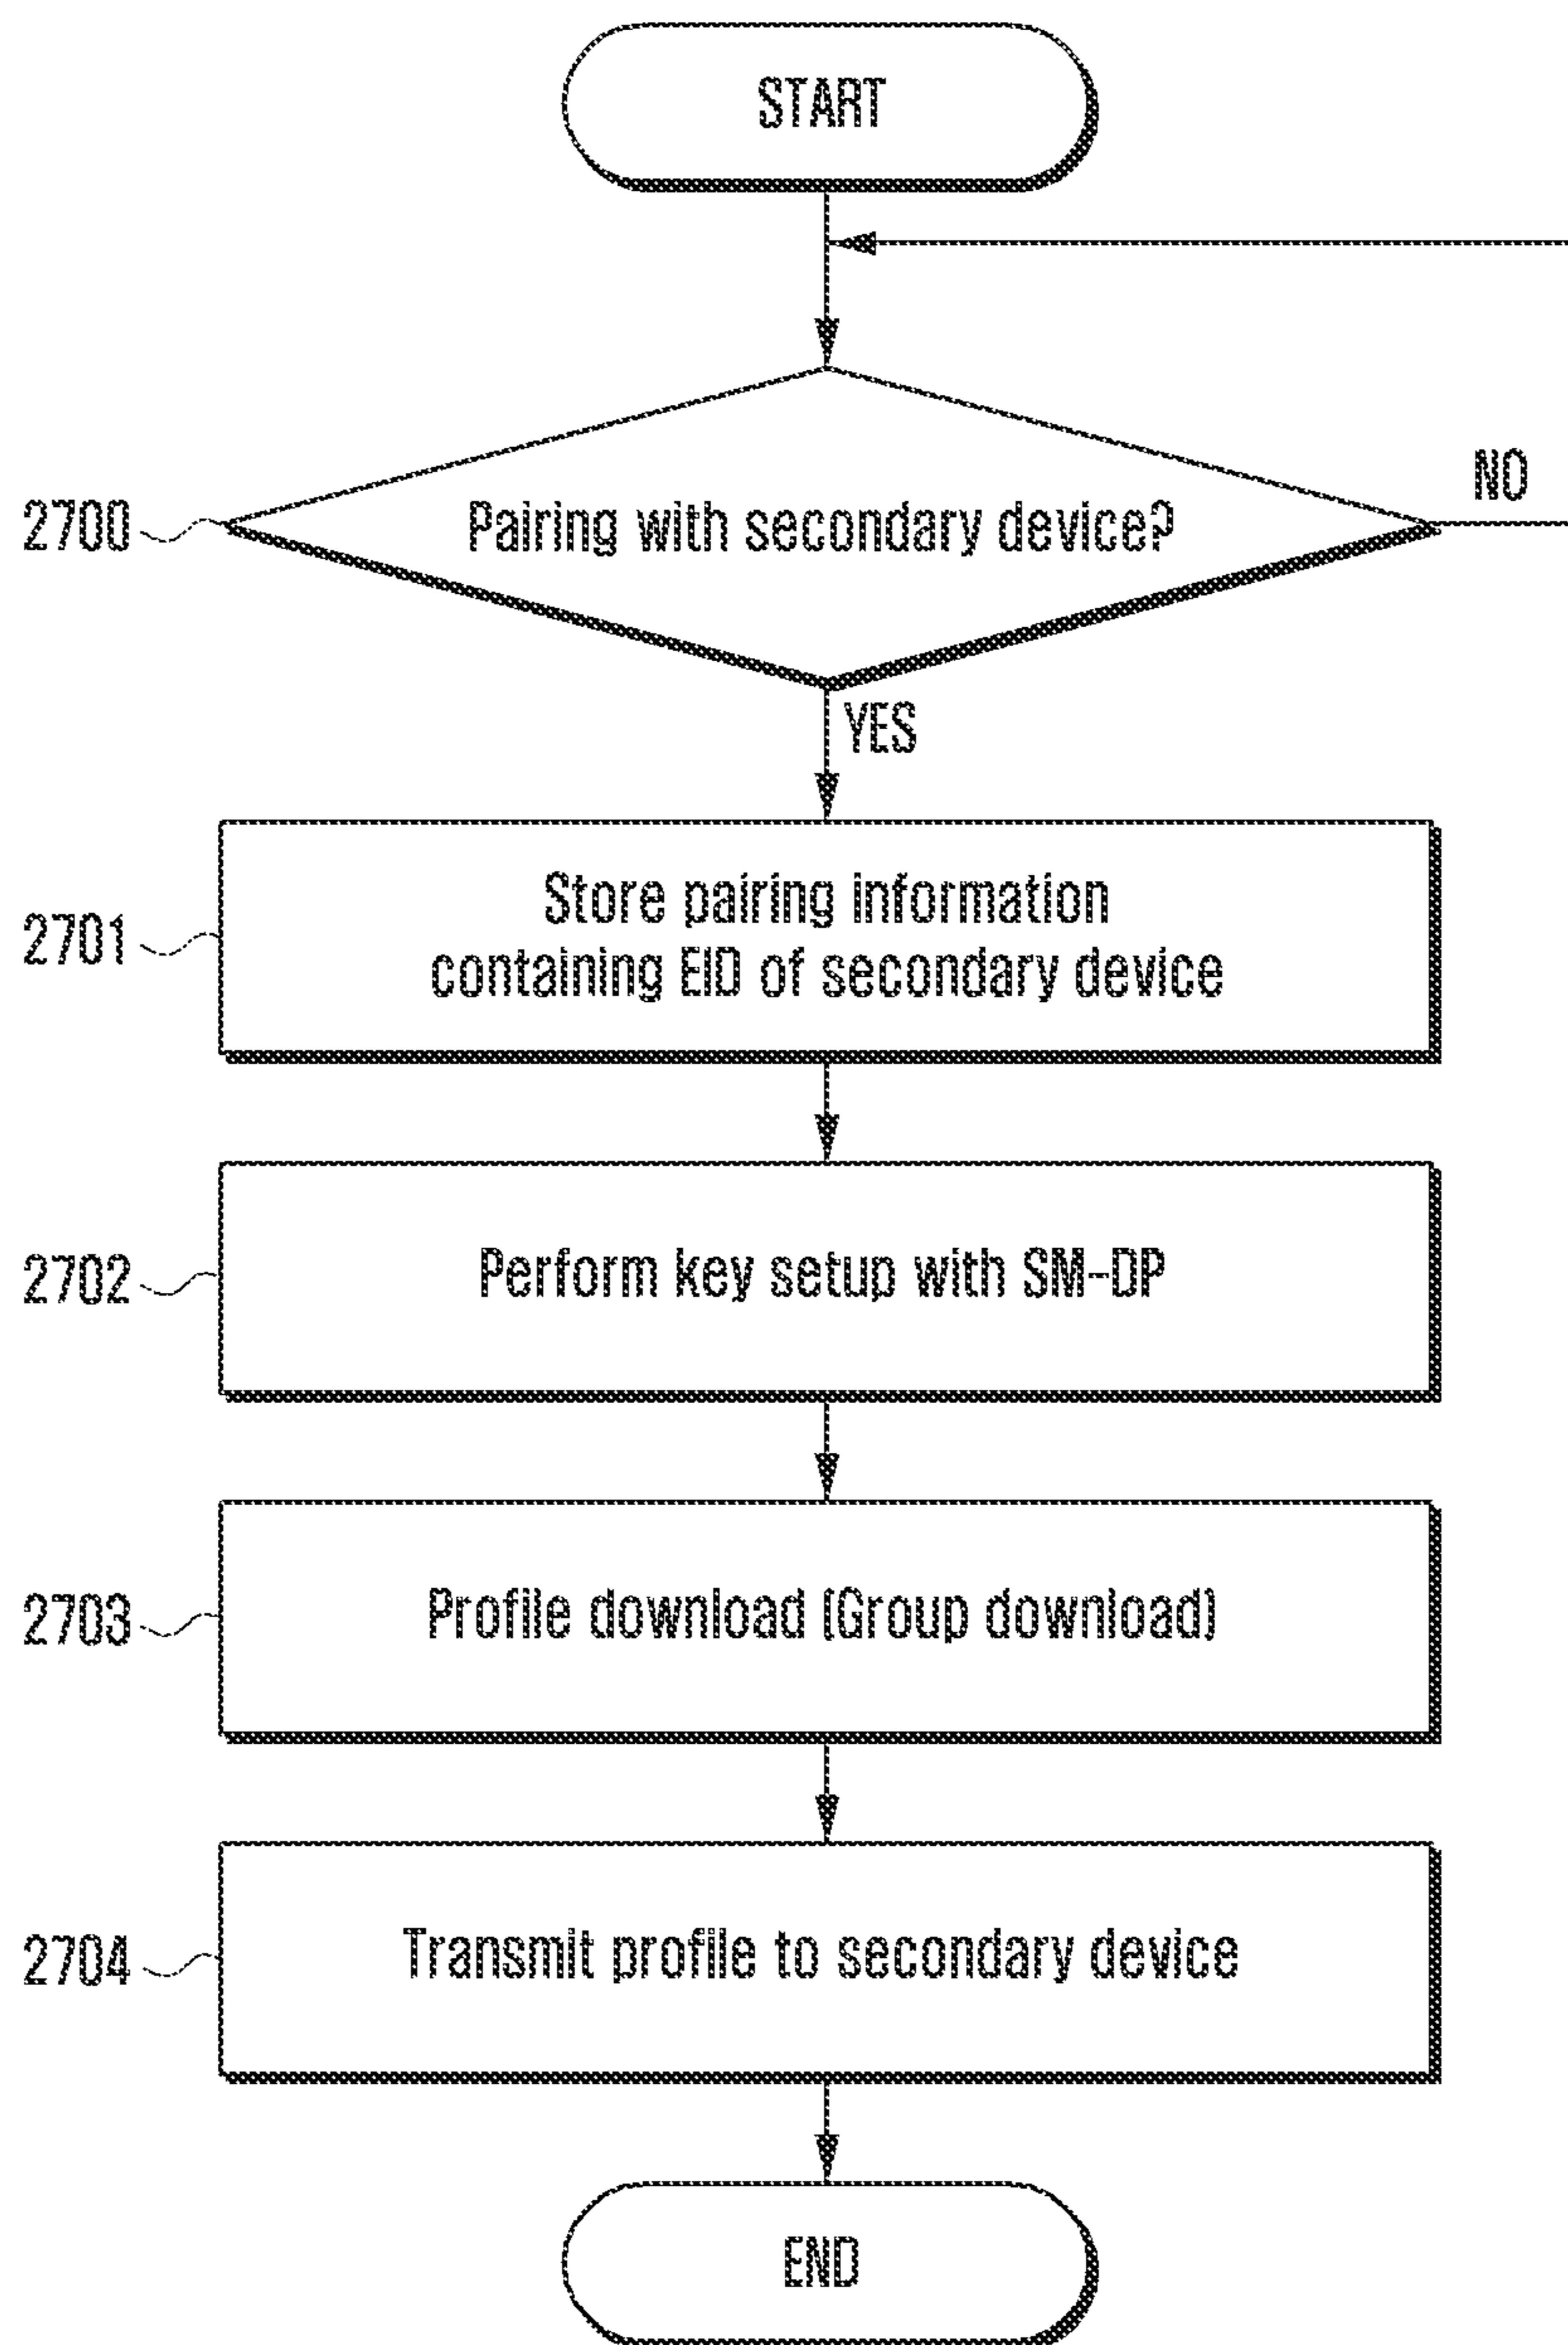 START
2700
Pairing with secondary device?
NO
YES
2701
Store pairing information
containing EID of secondary device
2702
Perform key setup with SM-DP
2703
Profile download (Group download)
2704
Transmit profile to secondary device
END